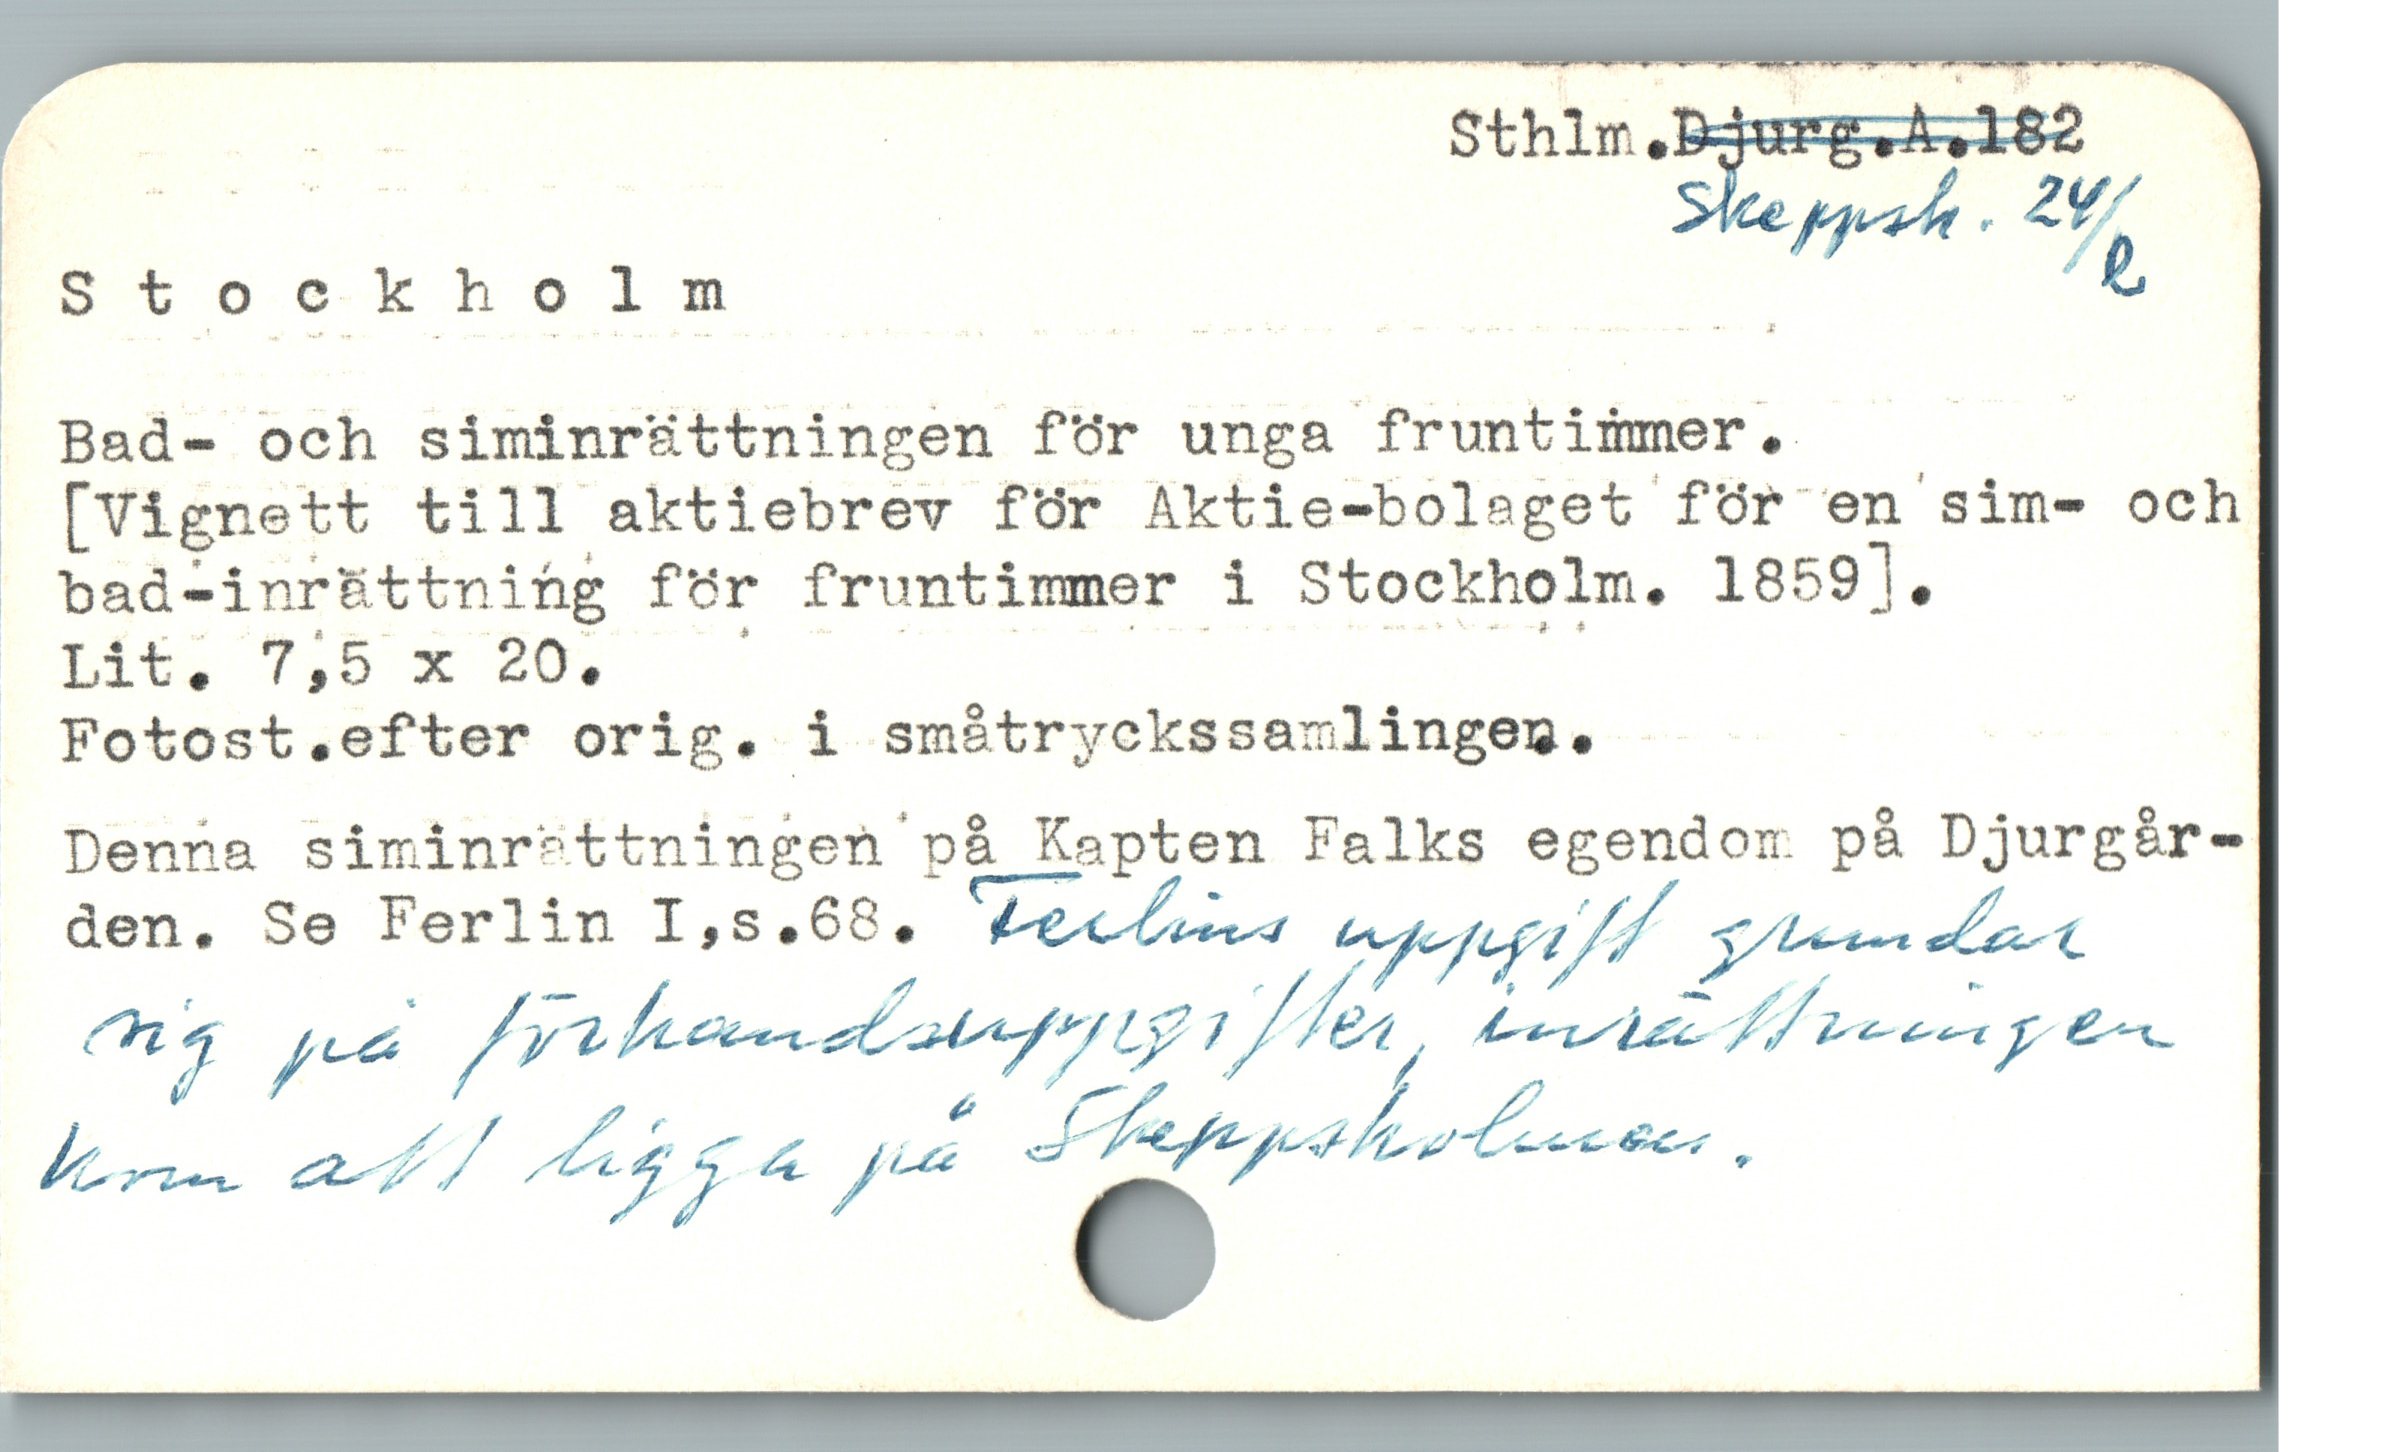 Sthlm.Djurg.A.182
Skeppsh. 24/
S t o c k h o l m
Bad- och siminrättningen för unga fruntimmer.
[Vignett till aktiebrev för Aktie-bolaget för en sim- och
bad-inrättning för fruntimmer i Stockholm. 1859].
Lit. 7,5 x 20.
Fotost.efter orig. i småtryckssamlingen.
Denna siminrättningen på Kapten Falks egendom på Djurgår-
den. Se Ferlin I,s.68. Ferlins uppgift grundar
sig på förhandsuppgifter, inrättningen
kom att ligga på Skeppsholmen.